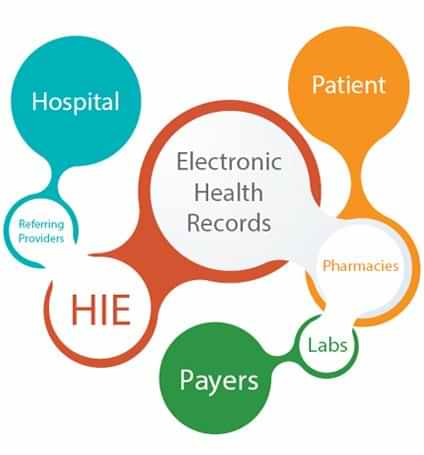 Hospital
Patient
Electronic
Health
Records
Referring
Providers
Pharmacies
HIE
Labs
Payers